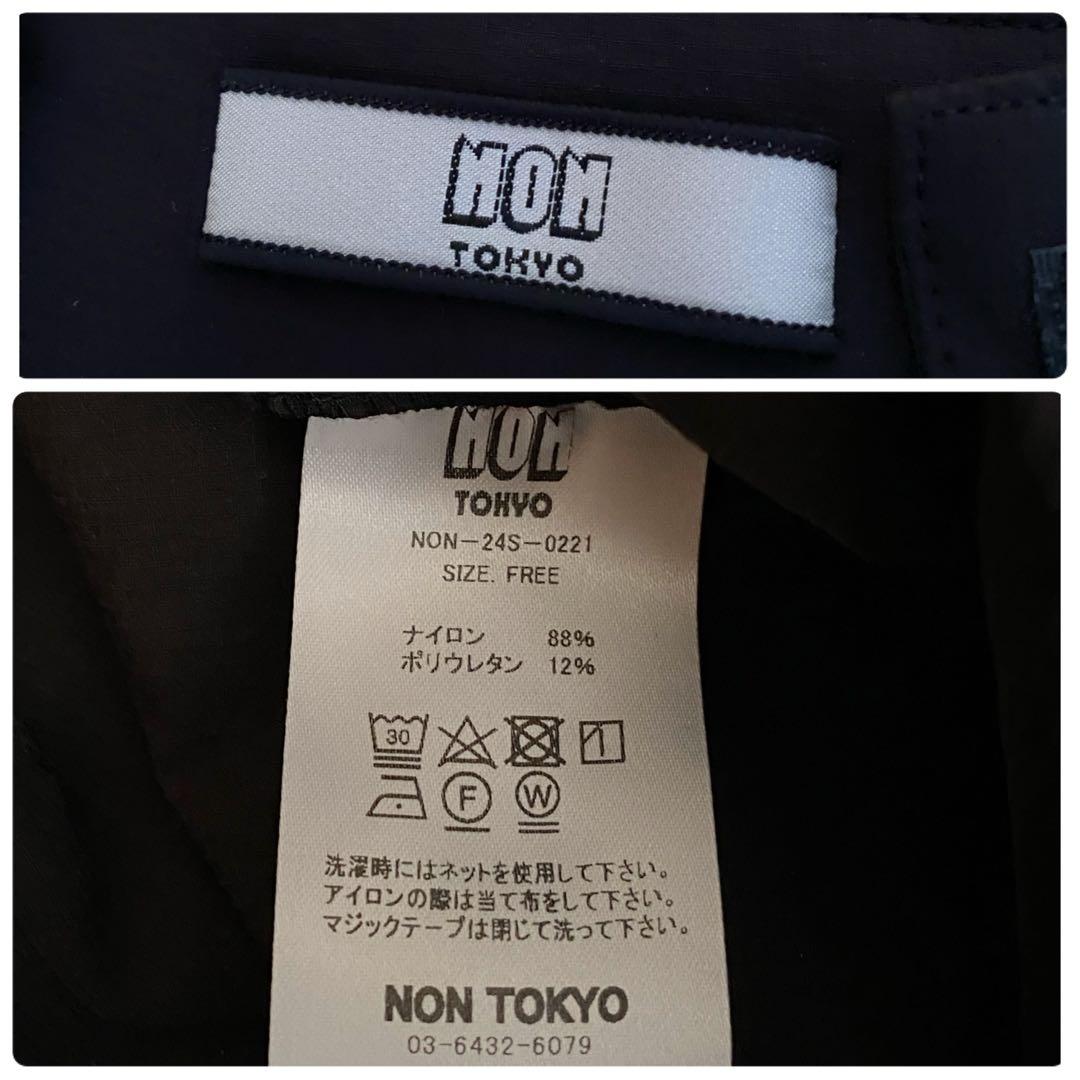 NON
TOKYO
NON
TOKYO
NON-24S-0221
SIZE. FREE
ナイロン 88%
ポリウレタン 12%
30
F W
洗濯時にはネットを使用して下さい。
アイロンの際は当て布をして下さい。
マジックテープは閉じて洗って下さい。
NON TOKYO
03-6432-6079